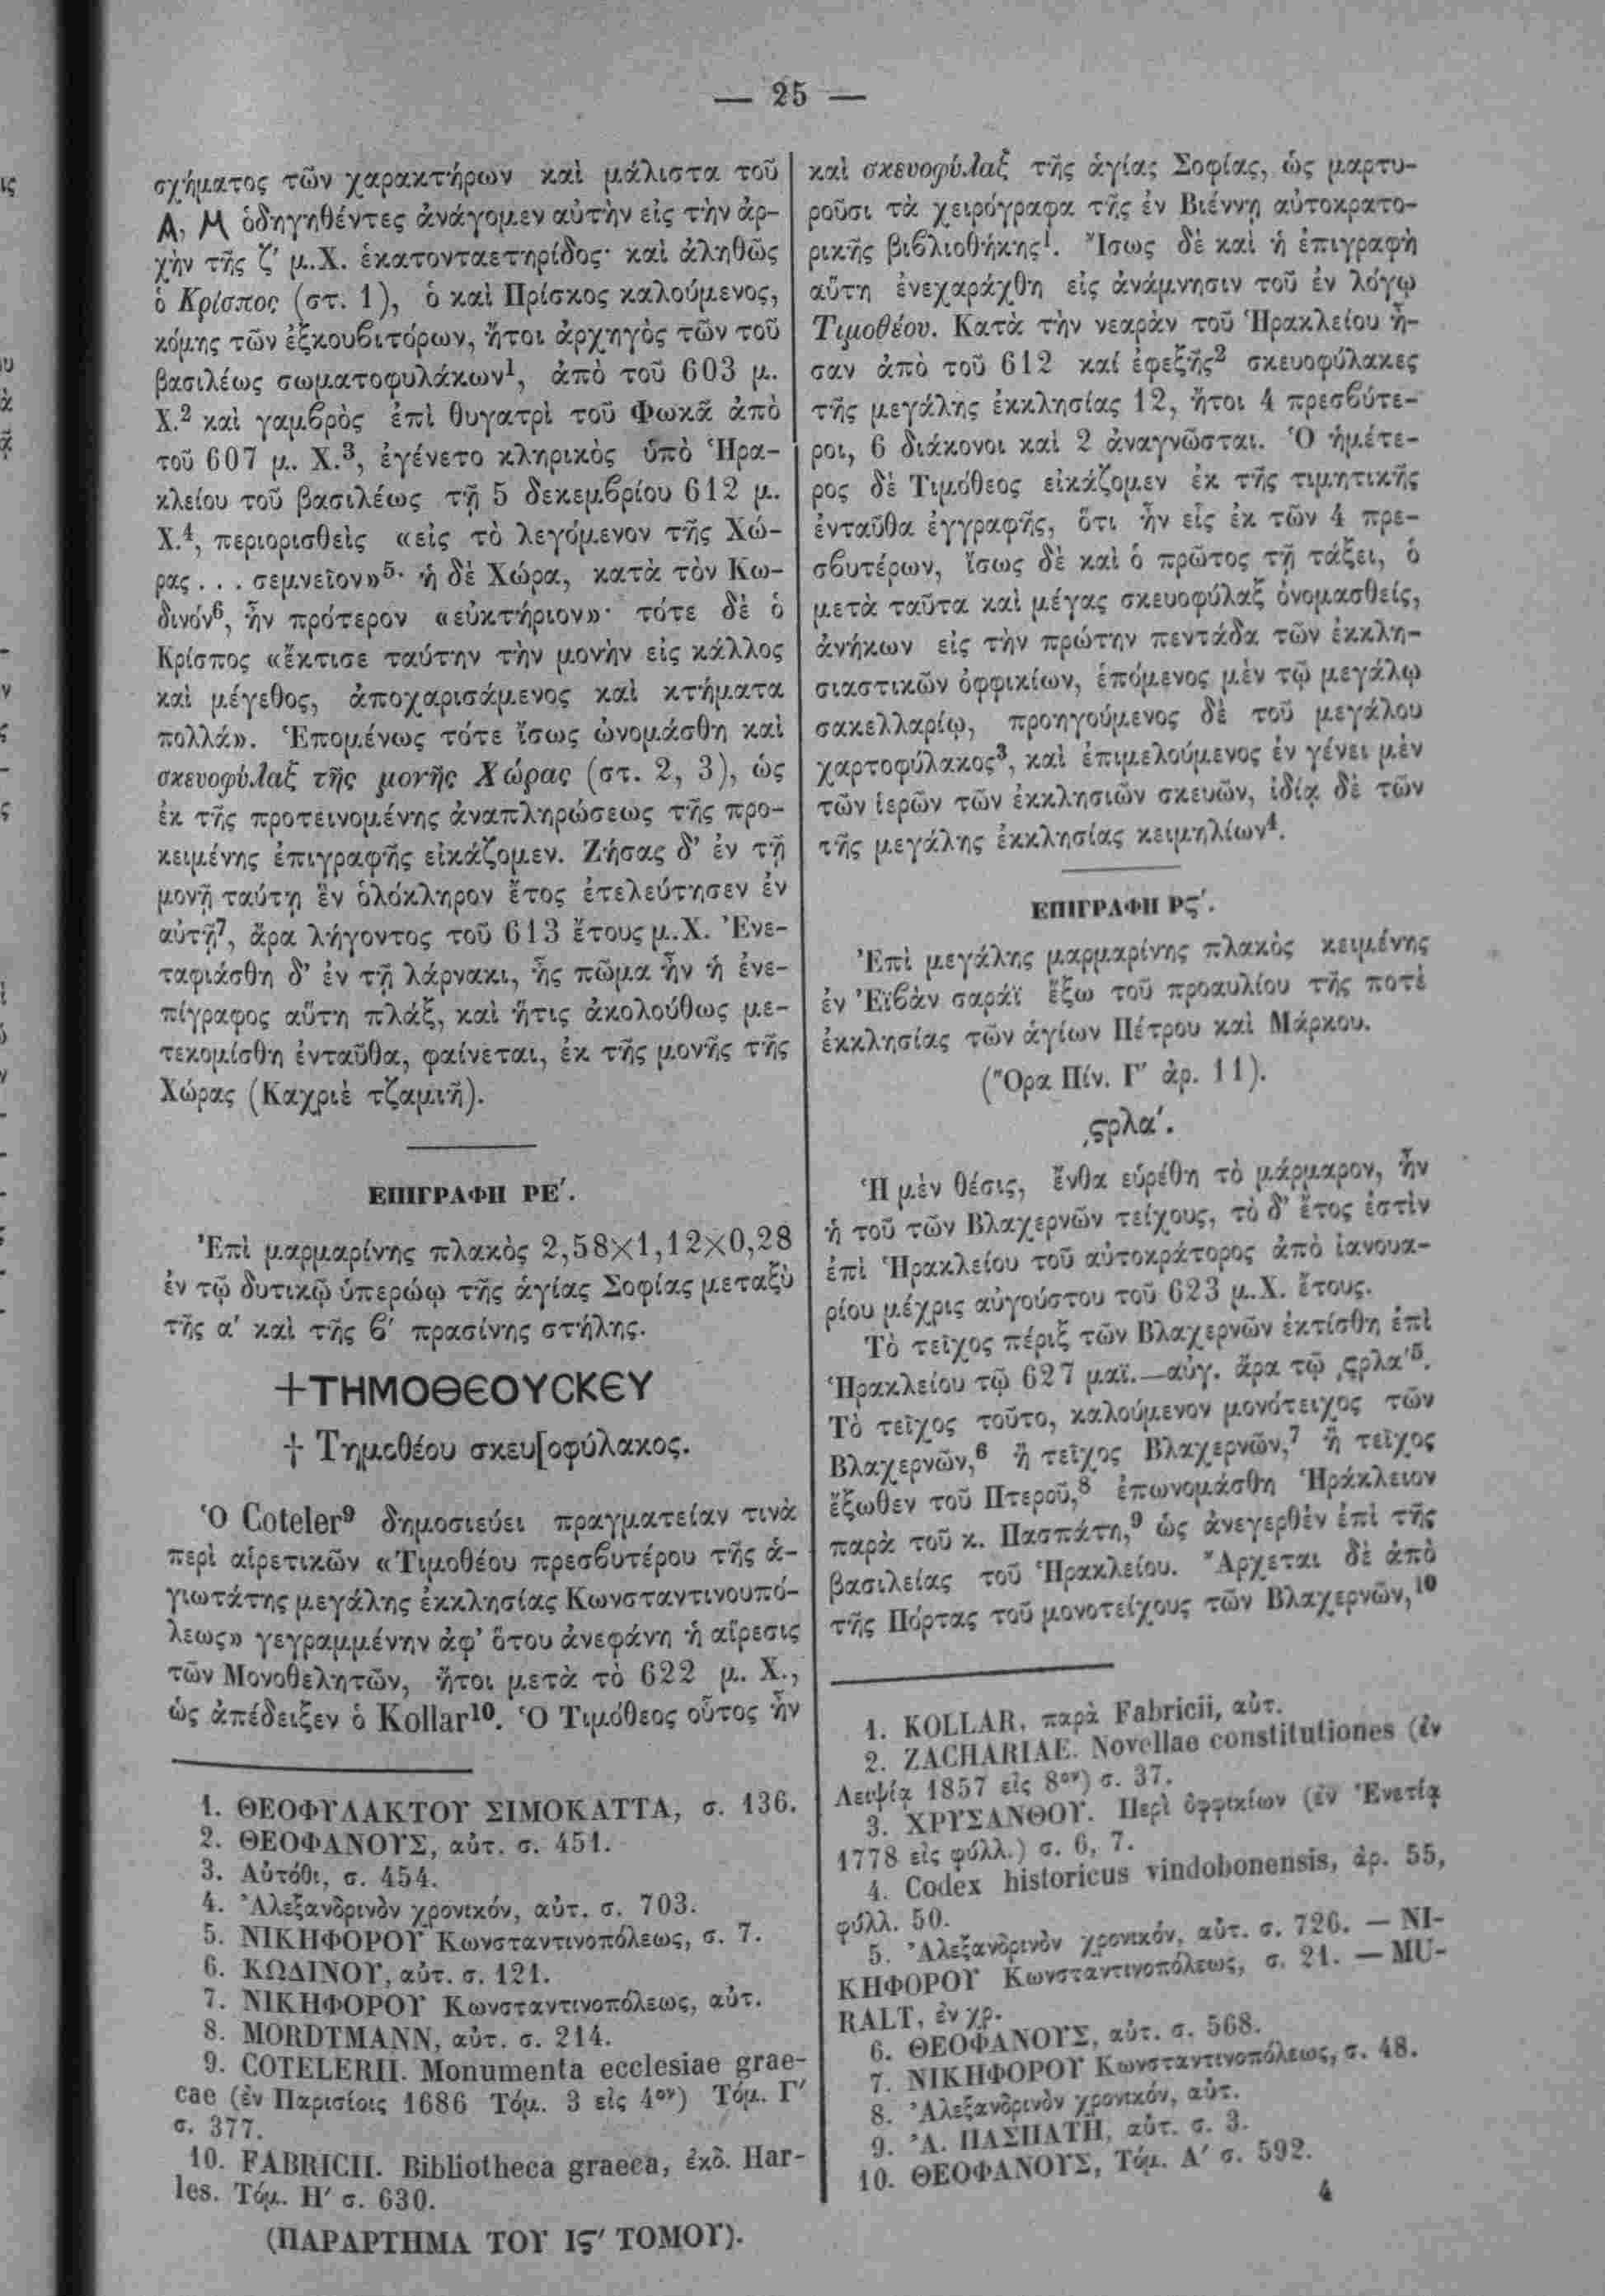 — 25 —
σχήματος τῶν χαρακτήρων καὶ μάλιστα τοῦ
Α, Μ ὁδηγηθέντες ἀνάγομεν αὐτὴν εἰς τὴν ἀρ-
χὴν τῆς ζ′ μ.Χ. ἑκατονταετηρίδος· καὶ ἀληθῶς
ὁ Κρίσπος (στ. 1), ὁ καὶ Πρίσκος καλούμενος,
κόμης τῶν ἐξκουβιτόρων, ἤτοι ἀρχηγὸς τῶν τοῦ
βασιλέως σωματοφυλάκων¹, ἀπὸ τοῦ 603 μ.
Χ.² καὶ γαμβρὸς ἐπὶ θυγατρὶ τοῦ Φωκᾶ ἀπὸ
τοῦ 607 μ. Χ.³, ἐγένετο κληρικὸς ὑπὸ Ἡρα-
κλείου τοῦ βασιλέως τῇ 5 δεκεμβρίου 612 μ.
Χ.⁴, περιορισθεὶς «εἰς τὸ λεγόμενον τῆς Χώ-
ρας... σεμνεῖον»⁵· ἡ δὲ Χώρα, κατὰ τὸν Κω-
δινόν⁶, ἦν πρότερον «εὐκτήριον»· τότε δὲ ὁ
Κρίσπος «ἔκτισε ταύτην τὴν μονὴν εἰς κάλλος
καὶ μέγεθος, ἀποχαρισάμενος καὶ κτήματα
πολλά». Ἑπομένως τότε ἴσως ὠνομάσθη καὶ
σκευοφύλαξ τῆς μονῆς Χώρας (στ. 2, 3), ὡς
ἐκ τῆς προτεινομένης ἀναπληρώσεως τῆς προ-
κειμένης ἐπιγραφῆς εἰκάζομεν. Ζήσας δ' ἐν τῇ
μονῇ ταύτῃ ἓν ὁλόκληρον ἔτος ἐτελεύτησεν ἐν
αὐτῇ⁷, ἄρα λήγοντος τοῦ 613 ἔτους μ.Χ. Ἐνε-
ταφιάσθη δ' ἐν τῇ λάρνακι, ἧς πῶμα ἦν ἡ ἐνε-
πίγραφος αὕτη πλάξ, καὶ ἥτις ἀκολούθως με-
τεκομίσθη ἐνταῦθα, φαίνεται, ἐκ τῆς μονῆς τῆς
Χώρας (Καχριὲ τζαμιῆ).
ΕΠΙΓΡΑΦΗ ΡΕ′.
Ἐπὶ μαρμαρίνης πλακὸς 2,58×1,12×0,28
ἐν τῷ δυτικῷ ὑπερώῳ τῆς ἁγίας Σοφίας μεταξὺ
τῆς α′ καὶ τῆς β′ πρασίνης στήλης.
+ΤΗΜΟΘЄΟΥСΚЄΥ
† Τημοθέου σκευ[οφύλακος.
Ὁ Coteler⁹ δημοσιεύει πραγματείαν τινὰ
περὶ αἱρετικῶν «Τιμοθέου πρεσβυτέρου τῆς ἁ-
γιωτάτης μεγάλης ἐκκλησίας Κωνσταντινουπό-
λεως» γεγραμμένην ἀφ' ὅτου ἀνεφάνη ἡ αἵρεσις
τῶν Μονοθελητῶν, ἤτοι μετὰ τὸ 622 μ. Χ.,
ὡς ἀπέδειξεν ὁ Kollar¹⁰. Ὁ Τιμόθεος οὗτος ἦν
1. ΘΕΟΦΥΛΑΚΤΟΥ ΣΙΜΟΚΑΤΤΑ, σ. 136.
2. ΘΕΟΦΑΝΟΥΣ, αὐτ. σ. 451.
3. Αὐτόθι, σ. 454.
4. Ἀλεξανδρινὸν χρονικόν, αὐτ. σ. 703.
5. ΝΙΚΗΦΟΡΟΥ Κωνσταντινοπόλεως, σ. 7.
6. ΚΩΔΙΝΟΥ, αὐτ. σ. 121.
7. ΝΙΚΗΦΟΡΟΥ Κωνσταντινοπόλεως, αὐτ.
8. MORDTMANN, αὐτ. σ. 214.
9. COTELERII. Monumenta ecclesiae grae-
cae (ἐν Παρισίοις 1686 Τόμ. 3 εἰς 4ον) Τόμ. Γ′
σ. 377.
10. FABRICII. Bibliotheca graeca, ἐκδ. Har-
les. Τόμ. Η′ σ. 630.
(ΠΑΡΑΡΤΗΜΑ ΤΟΥ Ιϛ′ ΤΟΜΟΥ).
καὶ σκευοφύλαξ τῆς ἁγίας Σοφίας, ὡς μαρτυ-
ροῦσι τὰ χειρόγραφα τῆς ἐν Βιέννῃ αὐτοκρατο-
ρικῆς βιβλιοθήκης¹. Ἴσως δὲ καὶ ἡ ἐπιγραφὴ
αὕτη ἐνεχαράχθη εἰς ἀνάμνησιν τοῦ ἐν λόγῳ
Τιμοθέου. Κατὰ τὴν νεαρὰν τοῦ Ἡρακλείου ἦ-
σαν ἀπὸ τοῦ 612 καί ἐφεξῆς² σκευοφύλακες
τῆς μεγάλης ἐκκλησίας 12, ἤτοι 4 πρεσβύτε-
ροι, 6 διάκονοι καὶ 2 ἀναγνῶσται. Ὁ ἡμέτε-
ρος δὲ Τιμόθεος εἰκάζομεν ἐκ τῆς τιμητικῆς
ἐνταῦθα ἐγγραφῆς, ὅτι ἦν εἷς ἐκ τῶν 4 πρε-
σβυτέρων, ἴσως δὲ καὶ ὁ πρῶτος τῇ τάξει, ὁ
μετὰ ταῦτα καὶ μέγας σκευοφύλαξ ὀνομασθείς,
ἀνήκων εἰς τὴν πρώτην πεντάδα τῶν ἐκκλη-
σιαστικῶν ὀφφικίων, ἑπόμενος μὲν τῷ μεγάλῳ
σακελλαρίῳ, προηγούμενος δὲ τοῦ μεγάλου
χαρτοφύλακος³, καὶ ἐπιμελούμενος ἐν γένει μὲν
τῶν ἱερῶν τῶν ἐκκλησιῶν σκευῶν, ἰδίᾳ δὲ τῶν
τῆς μεγάλης ἐκκλησίας κειμηλίων⁴.
ΕΠΙΓΡΑΦΗ Ρϛ′.
Ἐπὶ μεγάλης μαρμαρίνης πλακὸς κειμένης
ἐν Ἐϊβὰν σαράϊ ἔξω τοῦ προαυλίου τῆς ποτὲ
ἐκκλησίας τῶν ἁγίων Πέτρου καὶ Μάρκου.
(Ὅρα Πίν. Γ′ ἀρ. 11).
͵ϛρλα′.
Ἡ μὲν θέσις, ἔνθα εὑρέθη τὸ μάρμαρον, ἦν
ἡ τοῦ τῶν Βλαχερνῶν τείχους, τὸ δ' ἔτος ἐστὶν
ἐπὶ Ἡρακλείου τοῦ αὐτοκράτορος ἀπὸ ἰανουα-
ρίου μέχρις αὐγούστου τοῦ 623 μ.Χ. ἔτους.
Τὸ τεῖχος πέριξ τῶν Βλαχερνῶν ἐκτίσθη ἐπὶ
Ἡρακλείου τῷ 627 μαΐ.—αὐγ. ἄρα τῷ ͵ϛρλα′⁵.
Τὸ τεῖχος τοῦτο, καλούμενον μονότειχος τῶν
Βλαχερνῶν,⁶ ἢ τεῖχος Βλαχερνῶν,⁷ ἢ τεῖχος
ἔξωθεν τοῦ Πτεροῦ,⁸ ἐπωνομάσθη Ἡράκλειον
παρὰ τοῦ κ. Πασπάτη,⁹ ὡς ἀνεγερθὲν ἐπὶ τῆς
βασιλείας τοῦ Ἡρακλείου. Ἄρχεται δὲ ἀπὸ
τῆς Πόρτας τοῦ μονοτείχους τῶν Βλαχερνῶν,¹⁰
1. KOLLAR, παρὰ Fabricii, αὐτ.
2. ZACHARIAE. Novellae constitutiones (ἐν
Λειψίᾳ 1857 εἰς 8ον) σ. 37.
3. ΧΡΥΣΑΝΘΟΥ. Περὶ ὀφφικίων (ἐν Ἐνετίᾳ
1778 εἰς φύλλ.) σ. 6, 7.
4. Codex historicus vindobonensis, ἀρ. 55,
φύλλ. 50.
5. Ἀλεξανδρινὸν χρονικόν, αὐτ. σ. 726. — ΝΙ-
ΚΗΦΟΡΟΥ Κωνσταντινοπόλεως, σ. 21. — MU-
RALT, ἐν χρ.
6. ΘΕΟΦΑΝΟΥΣ, αὐτ. σ. 568.
7. ΝΙΚΗΦΟΡΟΥ Κωνσταντινοπόλεως, σ. 48.
8. Ἀλεξανδρινὸν χρονικόν, αὐτ.
9. Ἀ. ΠΑΣΠΑΤΗ, αὐτ. σ. 3.
10. ΘΕΟΦΑΝΟΥΣ, Τόμ. Α′ σ. 592.
4